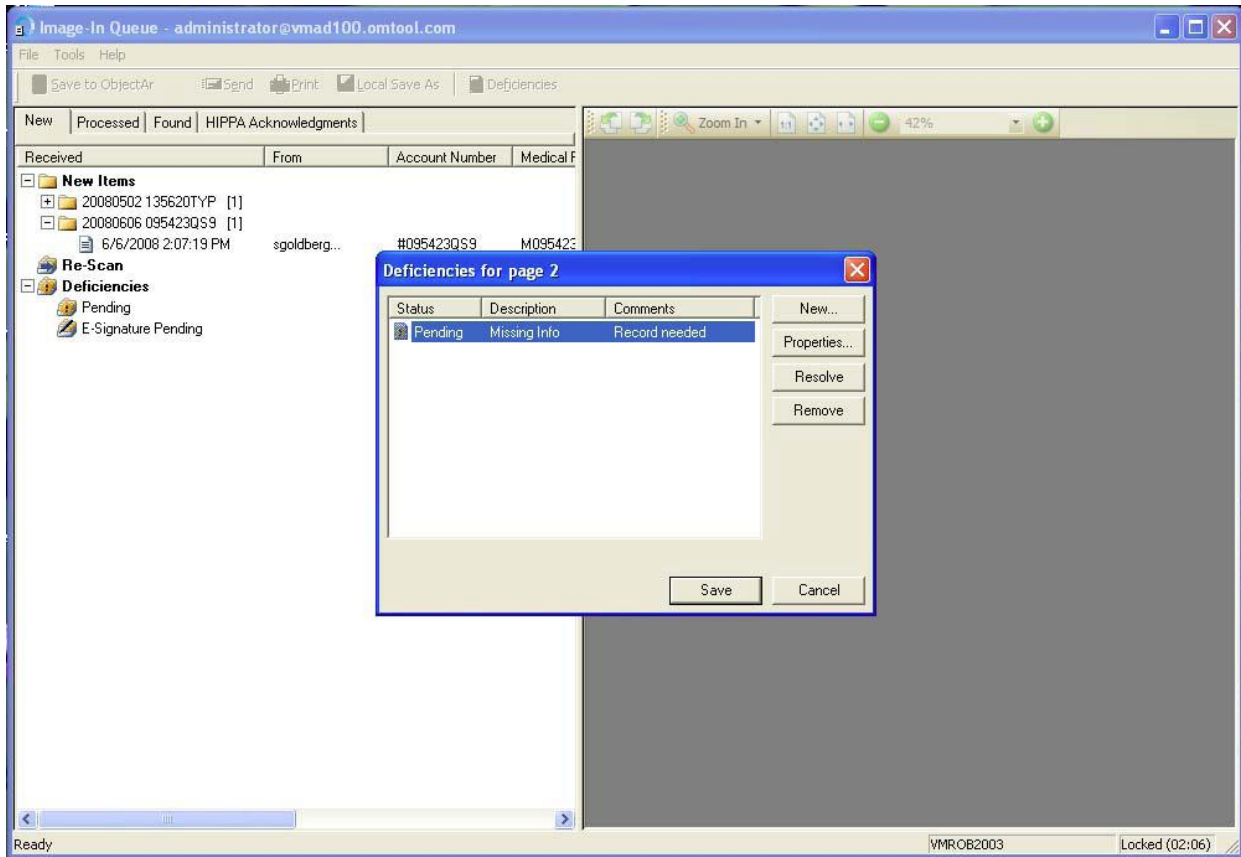 Image-In Queue - administrator@vmad100.omtool.com
File Tools Help
Save to ObjectAr Send Print Local Save As Deficiencies
New Processed Found HIPPA Acknowledgments
Zoom In 1:1 42%
Received From Account Number Medical F
New Items
20080502 135620TYP [1]
20080606 095423QS9 [1]
6/6/2008 2:07:19 PM sgoldberg... #095423QS9 M095423
Re-Scan
Deficiencies
Pending
E-Signature Pending
Deficiencies for page 2
Status Description Comments
Pending Missing Info Record needed
New...
Properties...
Resolve
Remove
Save Cancel
Ready VMROB2003 Locked (02:06)